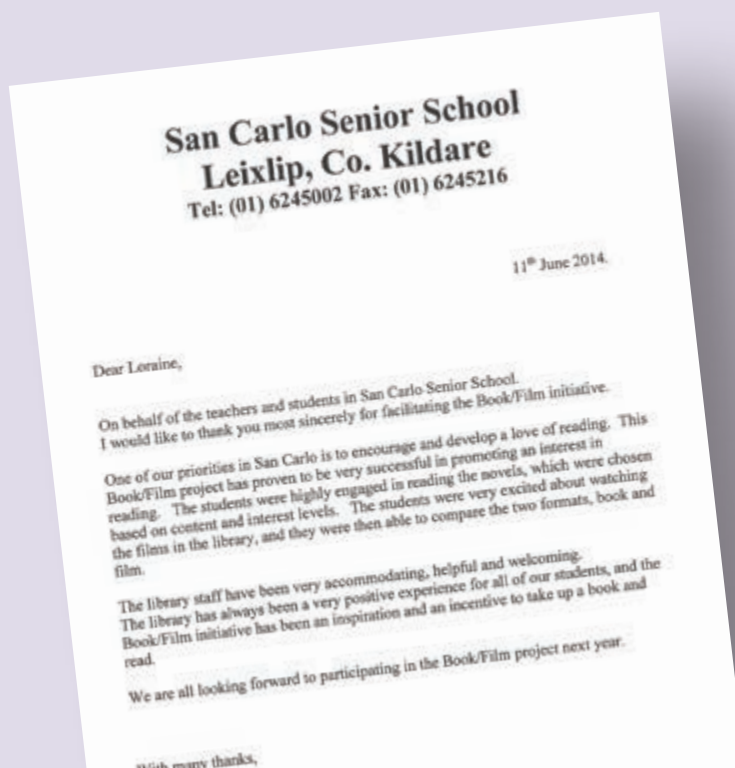 San Carlo Senior School
Leixlip, Co. Kildare
Tel: (01) 6245002 Fax: (01) 6245216
11th June 2014.
Dear Loraine,
On behalf of the teachers and students in San Carlo Senior School.
I would like to thank you most sincerely for facilitating the Book/Film initiative.
One of our priorities in San Carlo is to encourage and develop a love of reading. This
Book/Film project has proven to be very successful in promoting an interest in
reading. The students were highly engaged in reading the novels, which were chosen
based on content and interest levels. The students were very excited about watching
the films in the library, and they were then able to compare the two formats, book and
film.
The library staff have been very accommodating, helpful and welcoming.
The library has always been a very positive experience for all of our students, and the
Book/Film initiative has been an inspiration and an incentive to take up a book and
read.
We are all looking forward to participating in the Book/Film project next year.
With many thanks,